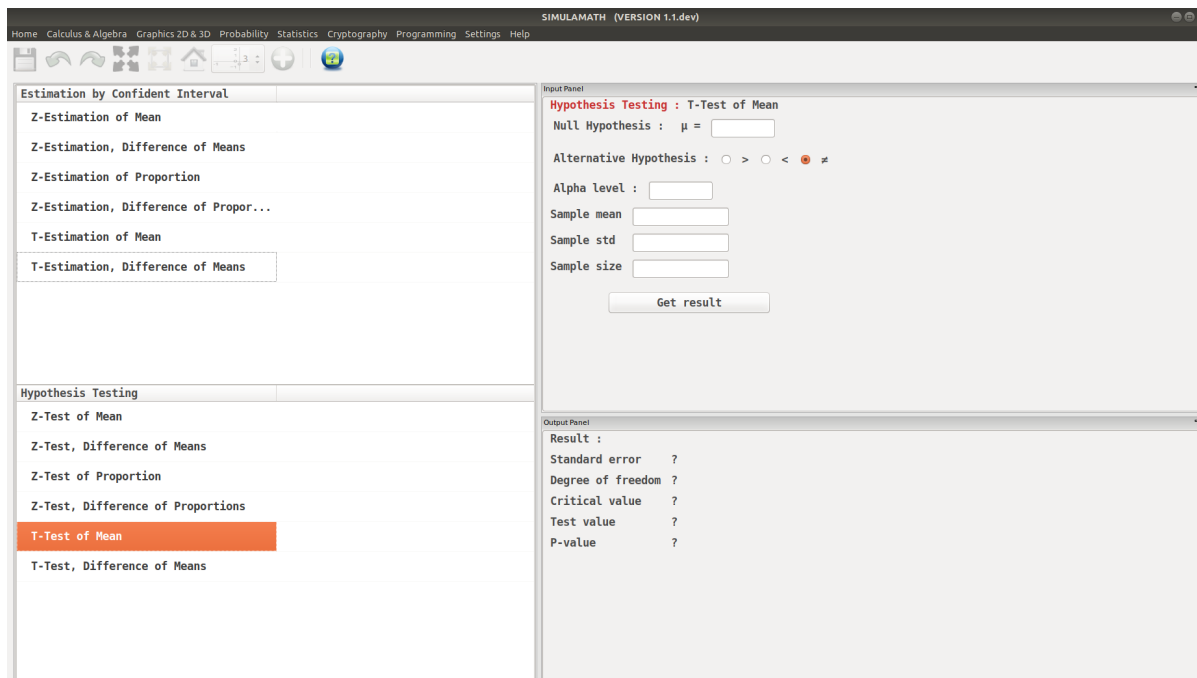 SIMULAMATH (VERSION 1.1.dev)
Home Calculus & Algebra Graphics 2D & 3D Probability Statistics Cryptography Programming Settings Help
3
Estimation by Confident Interval
Z-Estimation of Mean
Z-Estimation, Difference of Means
Z-Estimation of Proportion
Z-Estimation, Difference of Propor...
T-Estimation of Mean
T-Estimation, Difference of Means
Hypothesis Testing
Z-Test of Mean
Z-Test, Difference of Means
Z-Test of Proportion
Z-Test, Difference of Proportions
T-Test of Mean
T-Test, Difference of Means
Input Panel
Hypothesis Testing : T-Test of Mean
Null Hypothesis : μ =
Alternative Hypothesis : > < ≠
Alpha level :
Sample mean
Sample std
Sample size
Get result
Output Panel
Result :
Standard error ?
Degree of freedom ?
Critical value ?
Test value ?
P-value ?